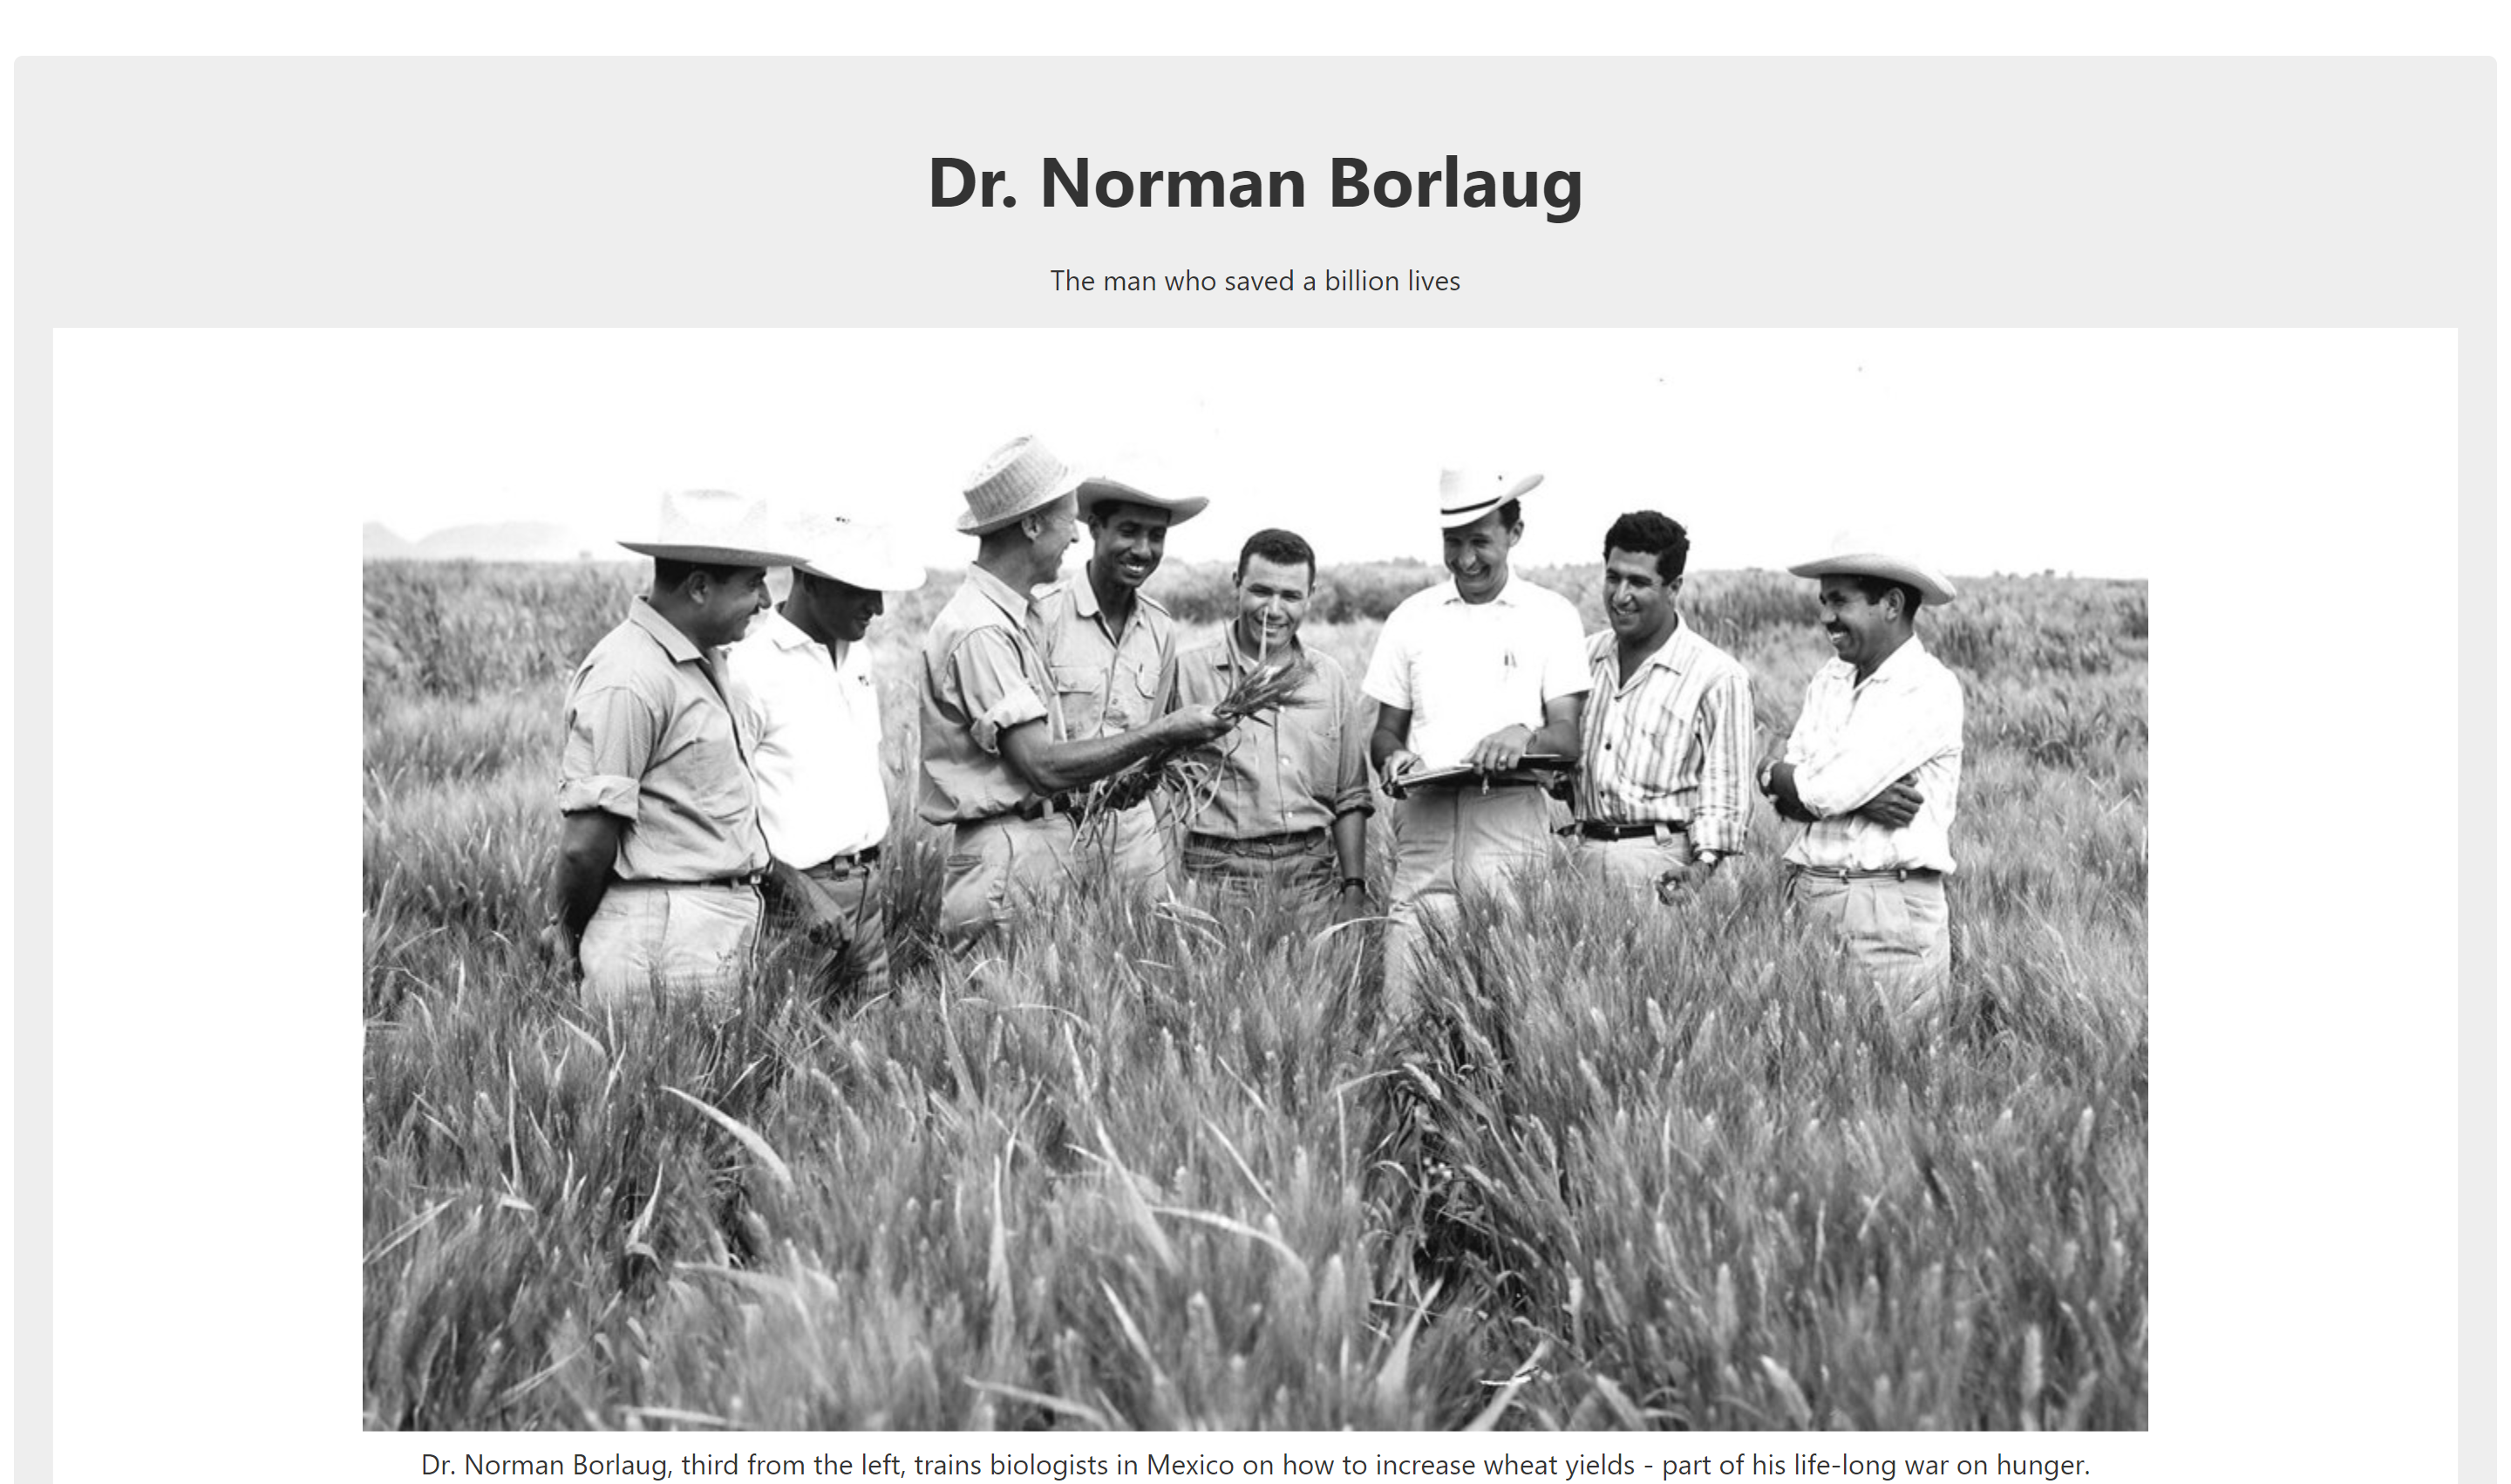 Dr. Norman Borlaug
The man who saved a billion lives
Dr. Norman Borlaug, third from the left, trains biologists in Mexico on how to increase wheat yields - part of his life-long war on hunger.